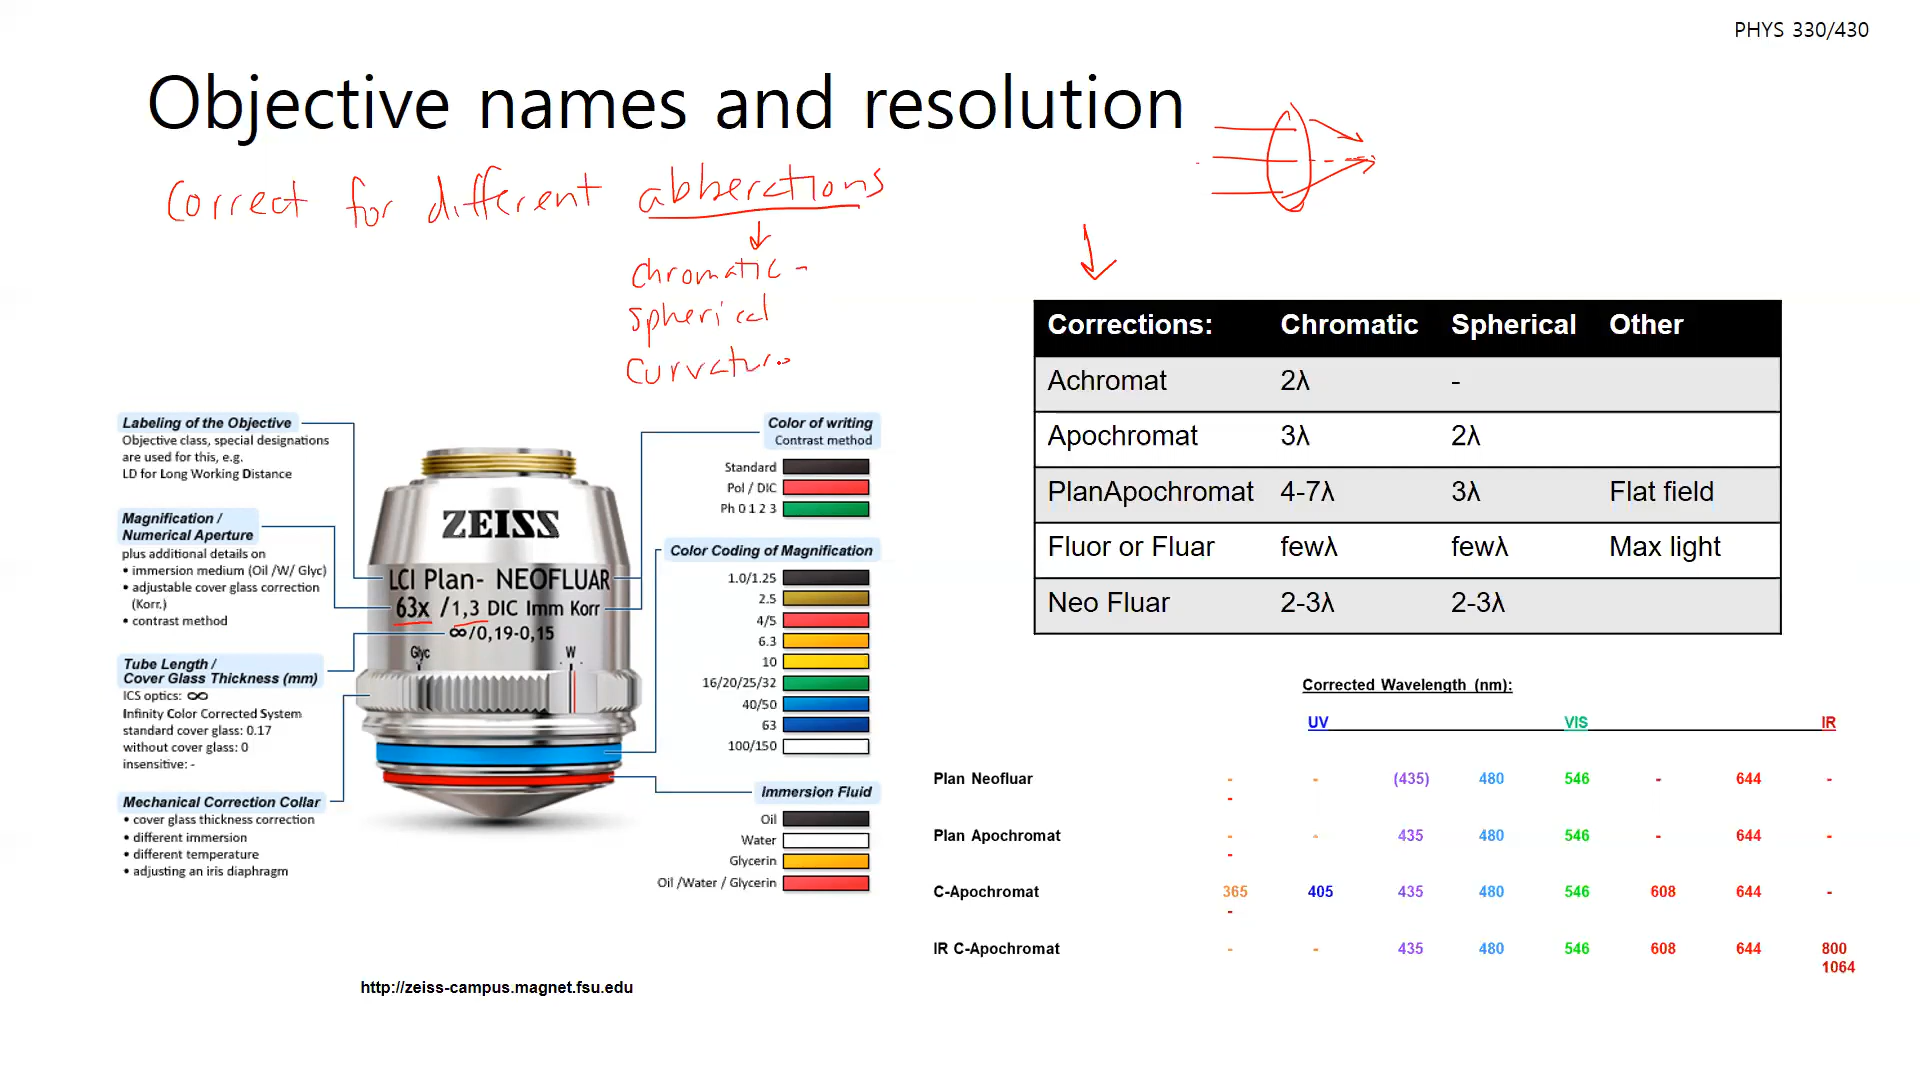 PHYS 330/430
Objective names and resolution
Correct for different abberations
chromatic -
spherical
Curvature
Labeling of the Objective
Objective class, special designations
are used for this, e.g.
LD for Long Working Distance
Magnification /
Numerical Aperture
plus additional details on
• immersion medium (Oil /W/ Glyc)
• adjustable cover glass correction
(Korr.)
• contrast method
Tube Length /
Cover Glass Thickness (mm)
ICS optics: ∞
Infinity Color Corrected System
standard cover glass: 0.17
without cover glass: 0
insensitive: -
Mechanical Correction Collar
• cover glass thickness correction
• different immersion
• different temperature
• adjusting an iris diaphragm
ZEISS
LCI Plan- NEOFLUAR
63x /1,3 DIC Imm Korr
∞/0,19-0,15
Glyc W
Color of writing
Contrast method
Standard
Pol / DIC
Ph 0 1 2 3
Color Coding of Magnification
1.0/1.25
2.5
4/5
6.3
10
16/20/25/32
40/50
63
100/150
Immersion Fluid
Oil
Water
Glycerin
Oil /Water / Glycerin
http://zeiss-campus.magnet.fsu.edu
Corrections: Chromatic Spherical Other
Achromat 2λ -
Apochromat 3λ 2λ
PlanApochromat 4-7λ 3λ Flat field
Fluor or Fluar fewλ fewλ Max light
Neo Fluar 2-3λ 2-3λ
Corrected Wavelength (nm):
UV VIS IR
Plan Neofluar - - (435) 480 546 - 644 -
-
Plan Apochromat - - 435 480 546 - 644 -
-
C-Apochromat 365 405 435 480 546 608 644 -
-
IR C-Apochromat - - 435 480 546 608 644 800
1064